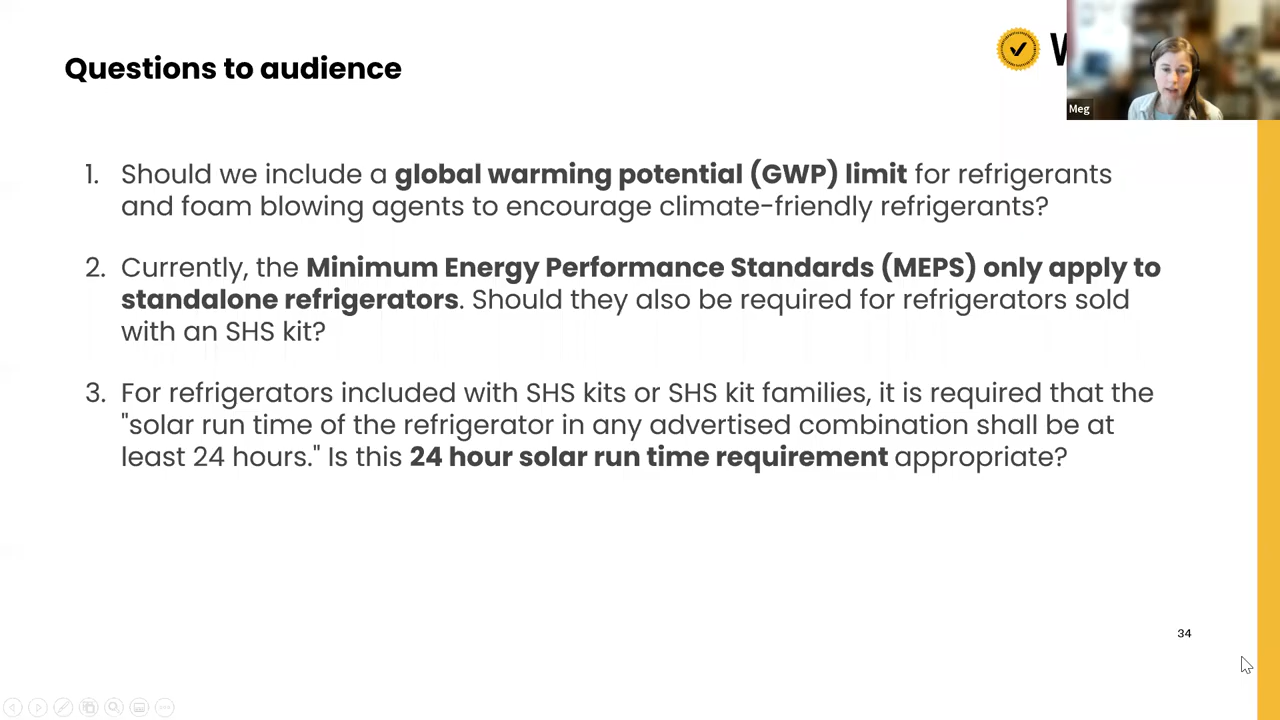 Questions to audience
W
Meg
1. Should we include a global warming potential (GWP) limit for refrigerants
and foam blowing agents to encourage climate-friendly refrigerants?
2. Currently, the Minimum Energy Performance Standards (MEPS) only apply to
standalone refrigerators. Should they also be required for refrigerators sold
with an SHS kit?
3. For refrigerators included with SHS kits or SHS kit families, it is required that the
"solar run time of the refrigerator in any advertised combination shall be at
least 24 hours." Is this 24 hour solar run time requirement appropriate?
34